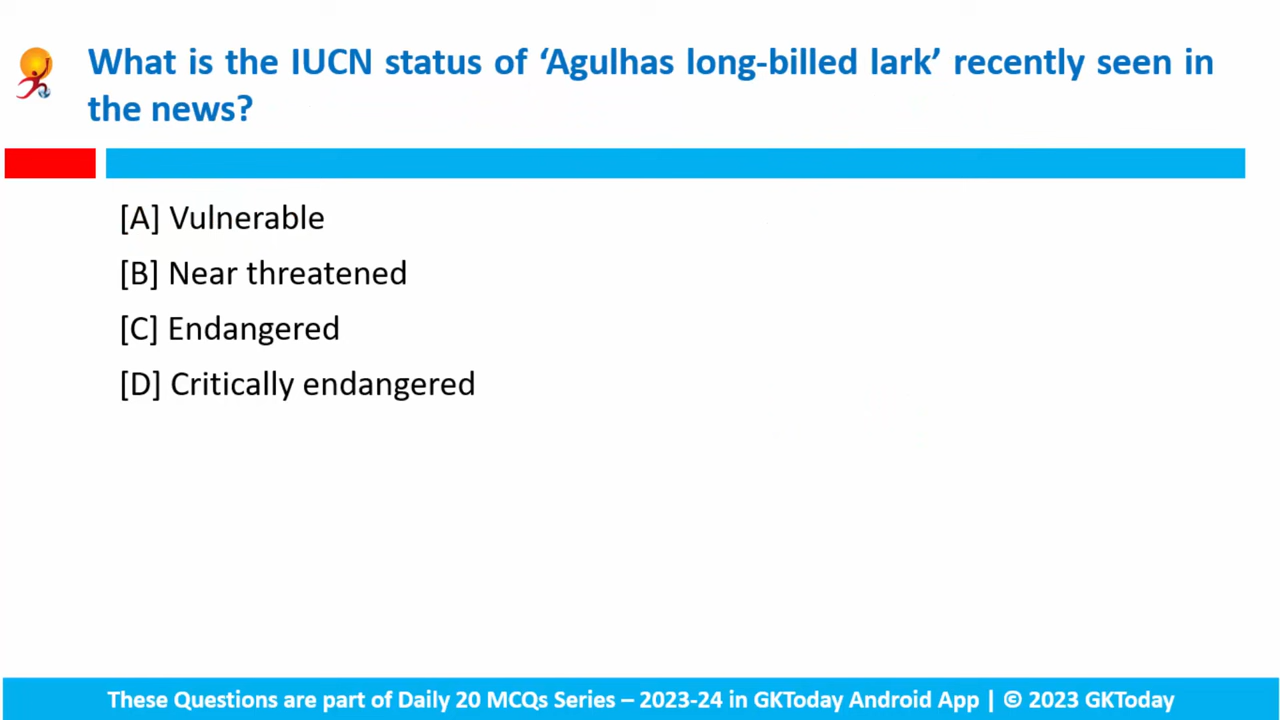 What is the IUCN status of ‘Agulhas long-billed lark’ recently seen in
the news?
[A] Vulnerable
[B] Near threatened
[C] Endangered
[D] Critically endangered
These Questions are part of Daily 20 MCQs Series – 2023-24 in GKToday Android App | © 2023 GKToday